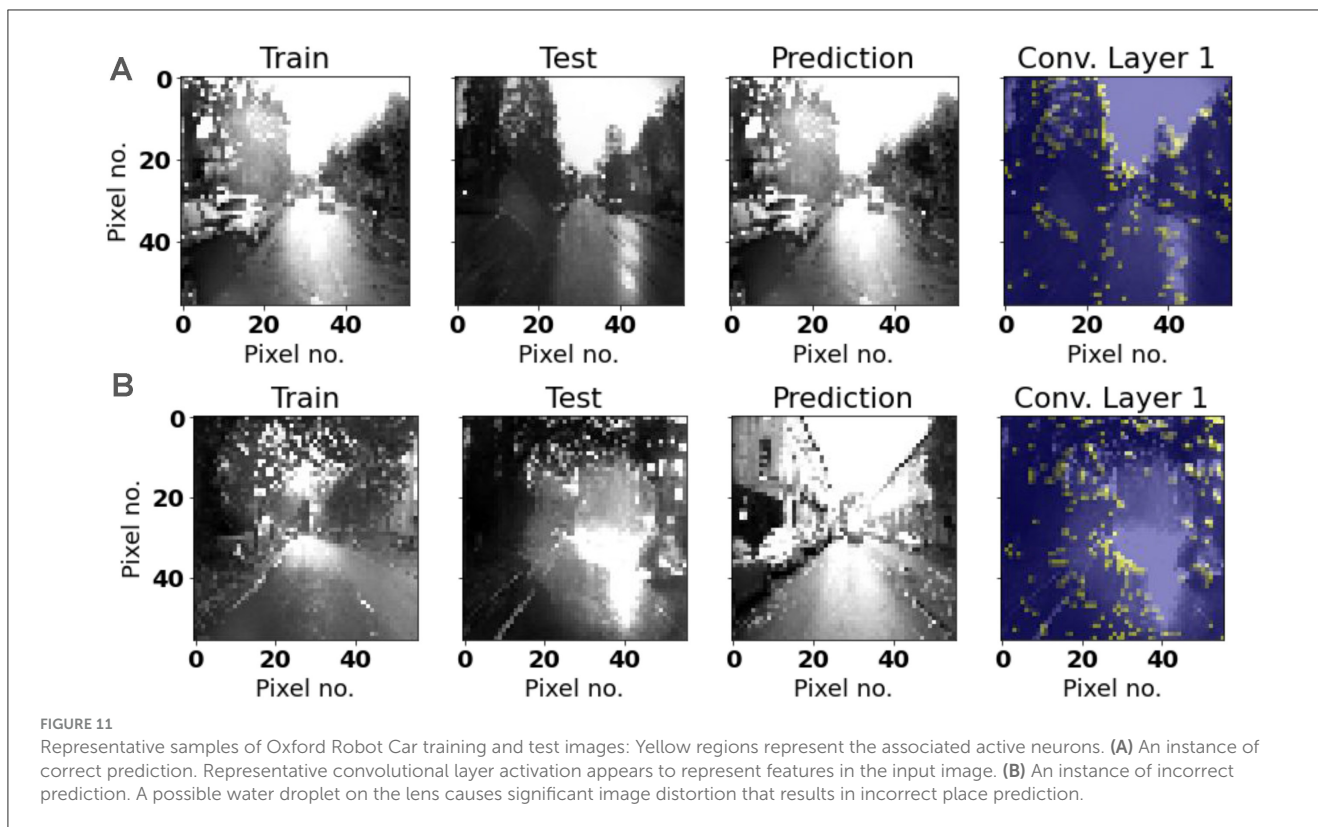 A
Train
Test
Prediction
Conv. Layer 1
Pixel no.
0
20
40
0 20 40
0 20 40
0 20 40
0 20 40
Pixel no.
Pixel no.
Pixel no.
Pixel no.
B
Train
Test
Prediction
Conv. Layer 1
Pixel no.
0
20
40
0 20 40
0 20 40
0 20 40
0 20 40
Pixel no.
Pixel no.
Pixel no.
Pixel no.
FIGURE 11
Representative samples of Oxford Robot Car training and test images: Yellow regions represent the associated active neurons. (A) An instance of
correct prediction. Representative convolutional layer activation appears to represent features in the input image. (B) An instance of incorrect
prediction. A possible water droplet on the lens causes significant image distortion that results in incorrect place prediction.